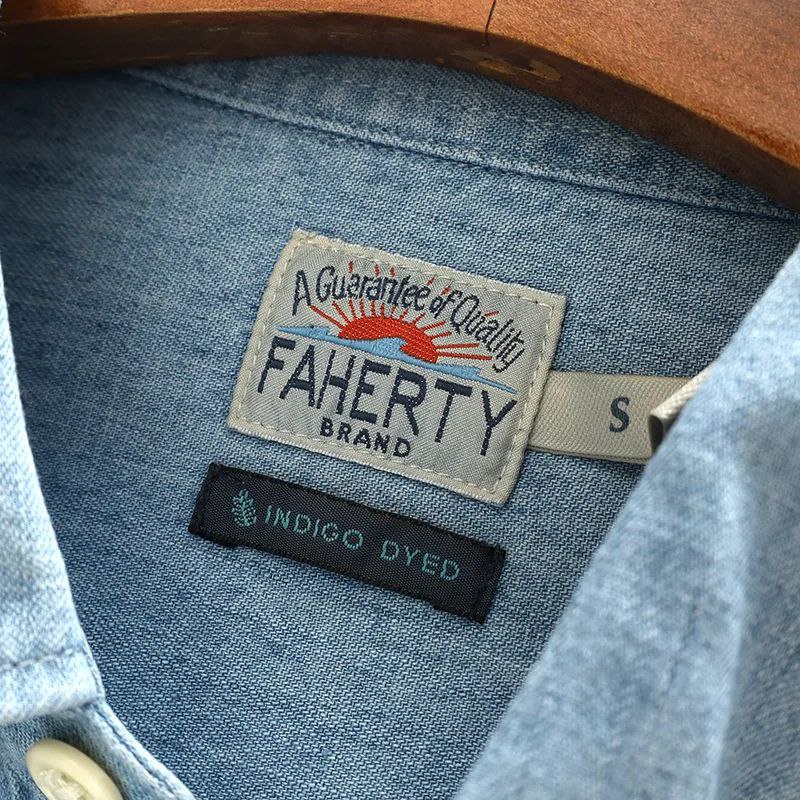 A Guarantee of Quality
FAHERTY
BRAND
S
INDIGO DYED